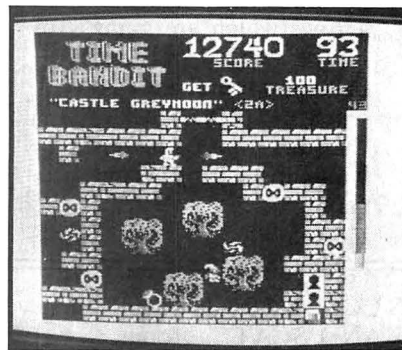 TIME
BANDIT
12740
SCORE
93
TIME
GET
100
TREASURE
"CASTLE GREYMOON" <2A>